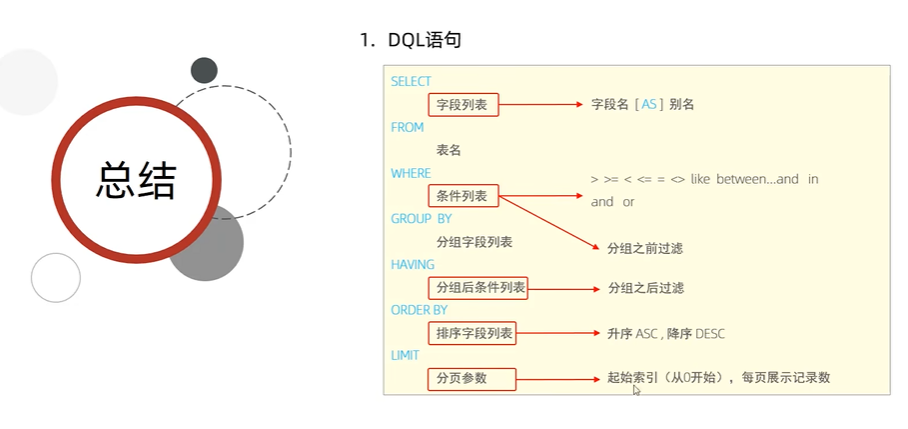 总结
1. DQL语句
SELECT
字段列表 字段名 [ AS ] 别名
FROM
表名
WHERE
条件列表 > >= < <= = <> like between...and in
and or
GROUP BY
分组字段列表 分组之前过滤
HAVING
分组后条件列表 分组之后过滤
ORDER BY
排序字段列表 升序 ASC , 降序 DESC
LIMIT
分页参数 起始索引（从0开始），每页展示记录数